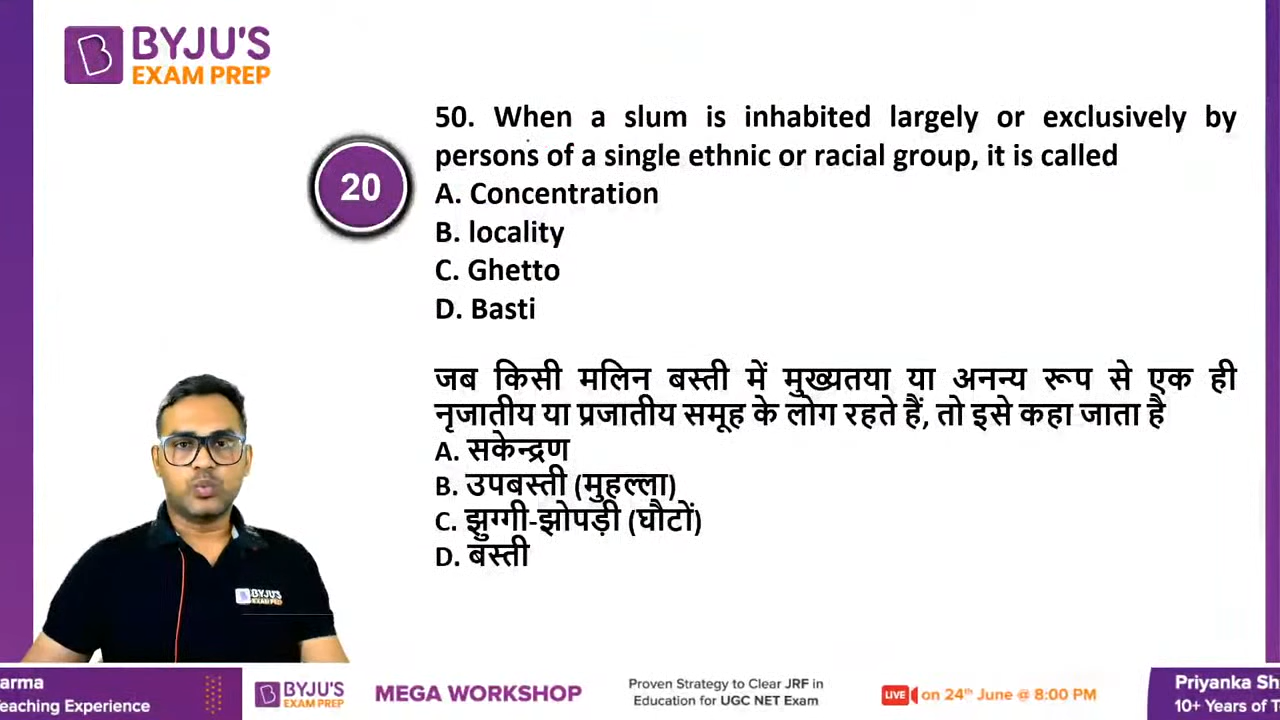 BYJU'S
EXAM PREP
20
50. When a slum is inhabited largely or exclusively by
persons of a single ethnic or racial group, it is called
A. Concentration
B. locality
C. Ghetto
D. Basti
जब किसी मलिन बस्ती में मुख्यतया या अनन्य रूप से एक ही
नृजातीय या प्रजातीय समूह के लोग रहते हैं, तो इसे कहा जाता है
A. सकेन्द्रण
B. उपबस्ती (मुहल्ला)
C. झुग्गी-झोपड़ी (घौटों)
D. बस्ती
BYJU'S
EXAM PREP
arma
eaching Experience
BYJU'S
EXAM PREP
MEGA WORKSHOP
Proven Strategy to Clear JRF in
Education for UGC NET Exam
LIVE on 24th June @ 8:00 PM
Priyanka Sh
10+ Years of T